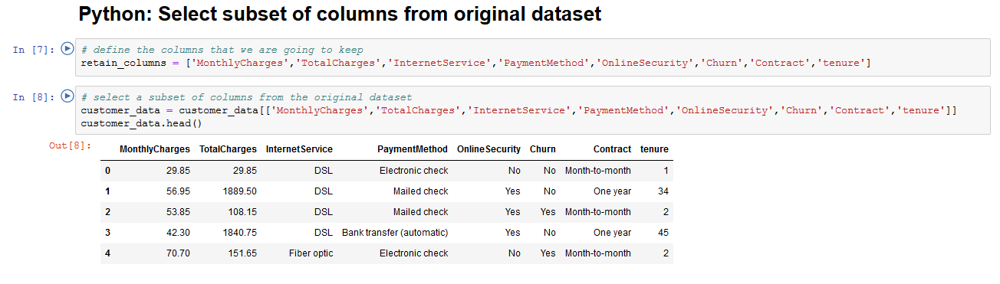 Python: Select subset of columns from original dataset
In [7]: # define the columns that we are going to keep
retain_columns = ['MonthlyCharges','TotalCharges','InternetService','PaymentMethod','OnlineSecurity','Churn','Contract','tenure']
In [8]: # select a subset of columns from the original dataset
customer_data = customer_data[['MonthlyCharges','TotalCharges','InternetService','PaymentMethod','OnlineSecurity','Churn','Contract','tenure']]
customer_data.head()
Out[8]:
MonthlyCharges TotalCharges InternetService PaymentMethod OnlineSecurity Churn Contract tenure
0 29.85 29.85 DSL Electronic check No No Month-to-month 1
1 56.95 1889.50 DSL Mailed check Yes No One year 34
2 53.85 108.15 DSL Mailed check Yes Yes Month-to-month 2
3 42.30 1840.75 DSL Bank transfer (automatic) Yes No One year 45
4 70.70 151.65 Fiber optic Electronic check No Yes Month-to-month 2